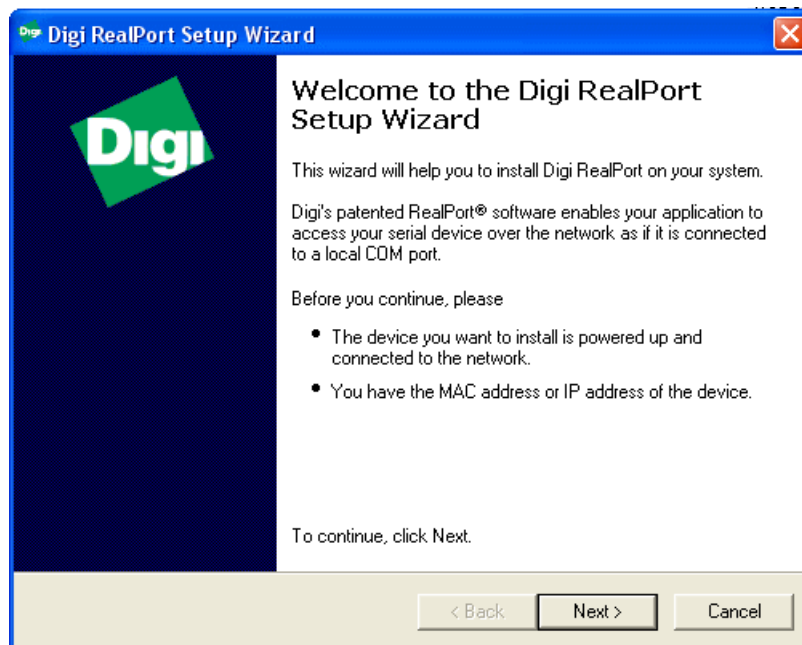 Digi RealPort Setup Wizard
Digi
Welcome to the Digi RealPort
Setup Wizard
This wizard will help you to install Digi RealPort on your system.
Digi's patented RealPort® software enables your application to
access your serial device over the network as if it is connected
to a local COM port.
Before you continue, please
• The device you want to install is powered up and
connected to the network.
• You have the MAC address or IP address of the device.
To continue, click Next.
< Back
Next >
Cancel